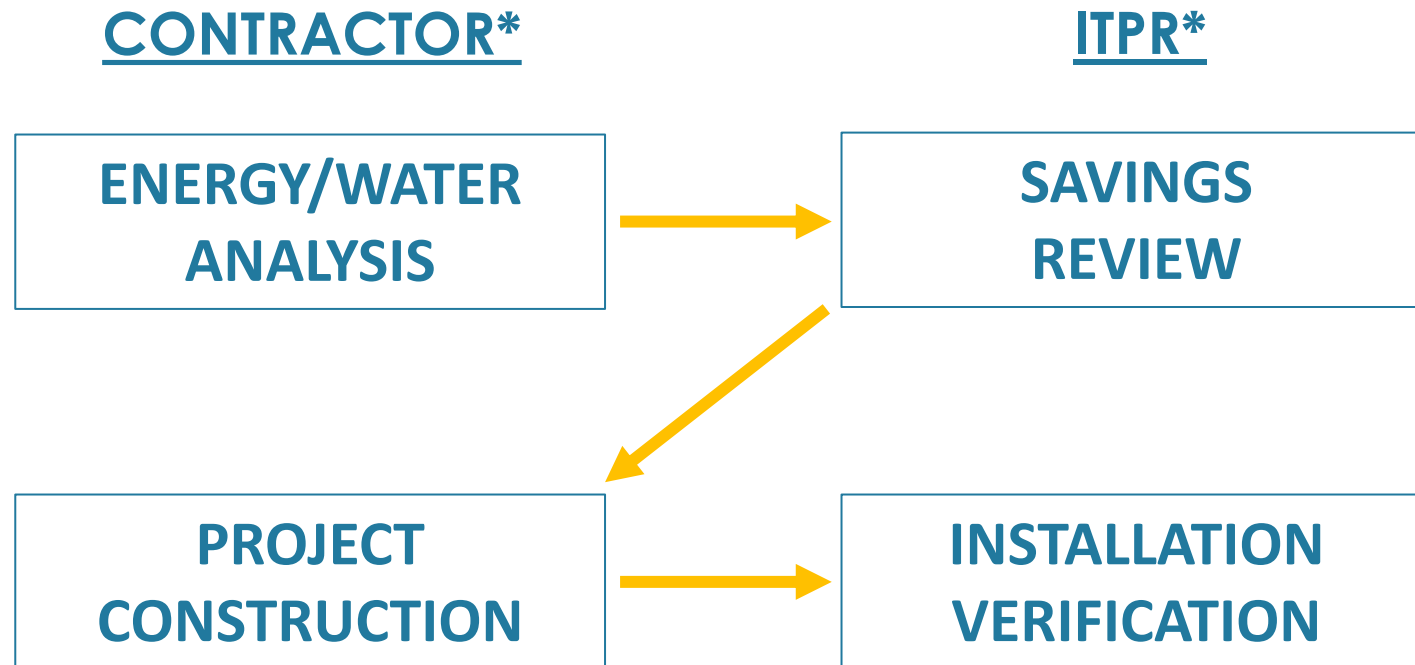 CONTRACTOR*
ITPR*
ENERGY/WATER
ANALYSIS
SAVINGS
REVIEW
PROJECT
CONSTRUCTION
INSTALLATION
VERIFICATION